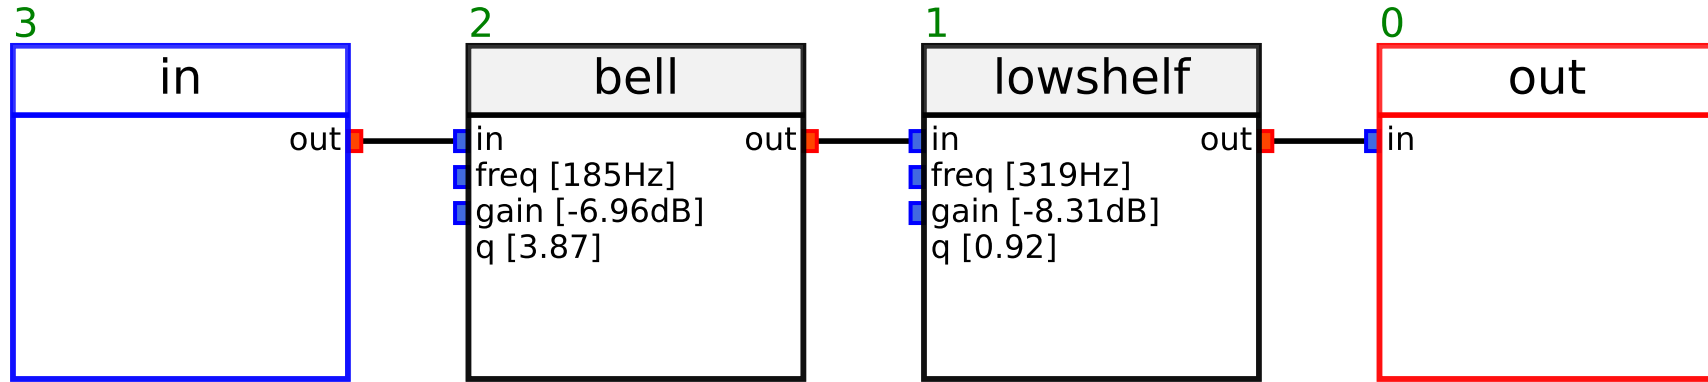 3
in
out
2
bell
in
out
freq [185Hz]
gain [-6.96dB]
q [3.87]
1
lowshelf
in
out
freq [319Hz]
gain [-8.31dB]
q [0.92]
0
out
in